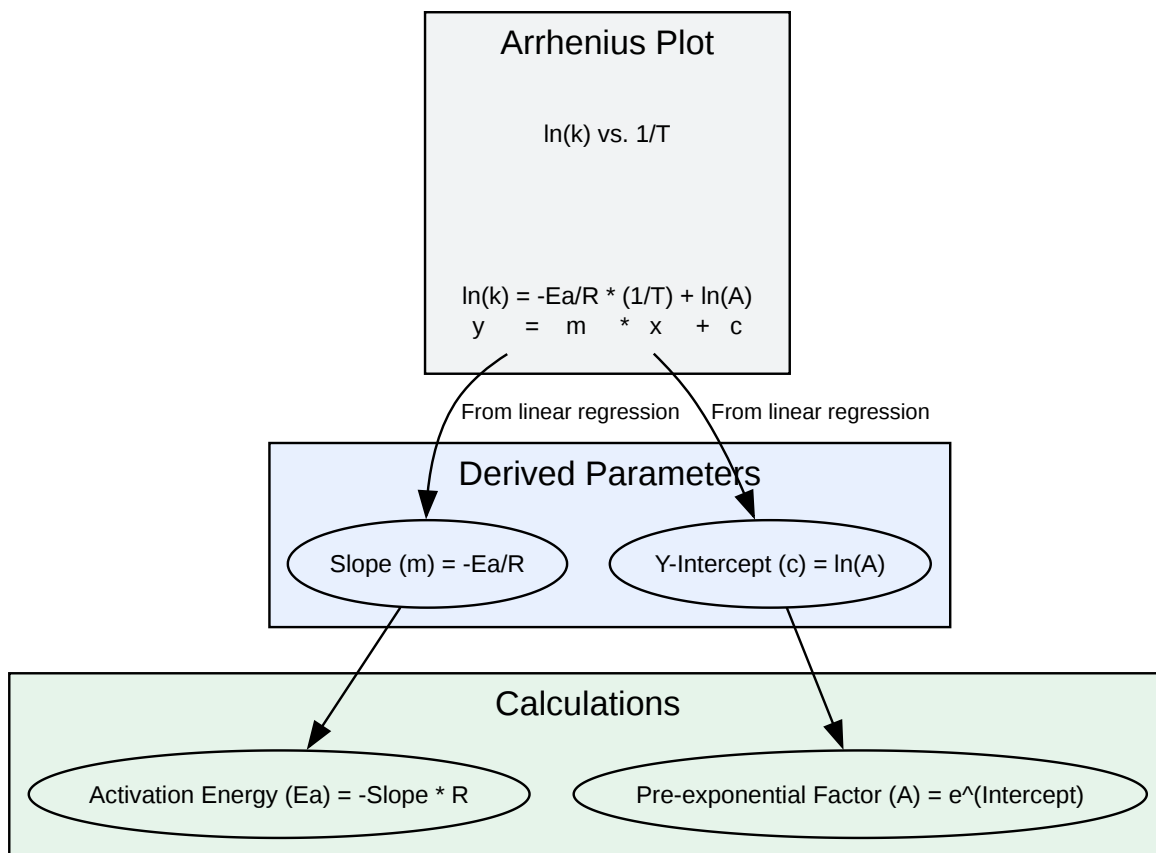 Arrhenius Plot
ln(k) vs. 1/T
ln(k) = -Ea/R * (1/T) + ln(A)
y = m * x + c
From linear regression
From linear regression
Derived Parameters
Slope (m) = -Ea/R
Y-Intercept (c) = ln(A)
Calculations
Activation Energy (Ea) = -Slope * R
Pre-exponential Factor (A) = e^(Intercept)